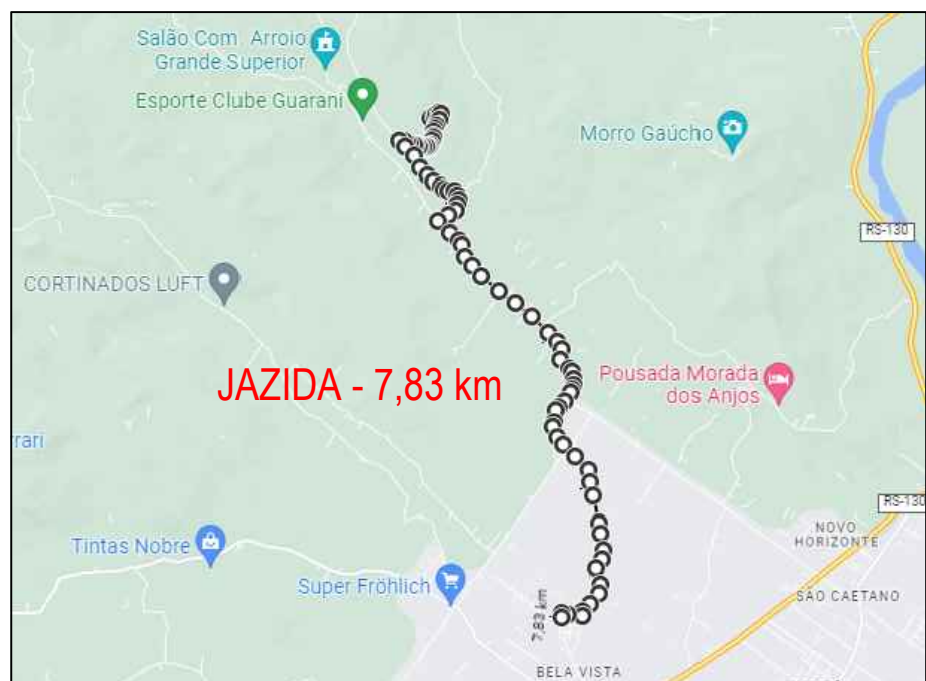 Salão Com. Arroio
Grande Superior
Esporte Clube Guarani
Morro Gaúcho
RS-130
CORTINADOS LUFT
JAZIDA - 7,83 km
Pousada Morada
dos Anjos
rrari
RS-130
NOVO
HORIZONTE
Tintas Nobre
Super Fröhlich
SÃO CAETANO
7,83 km
BELA VISTA